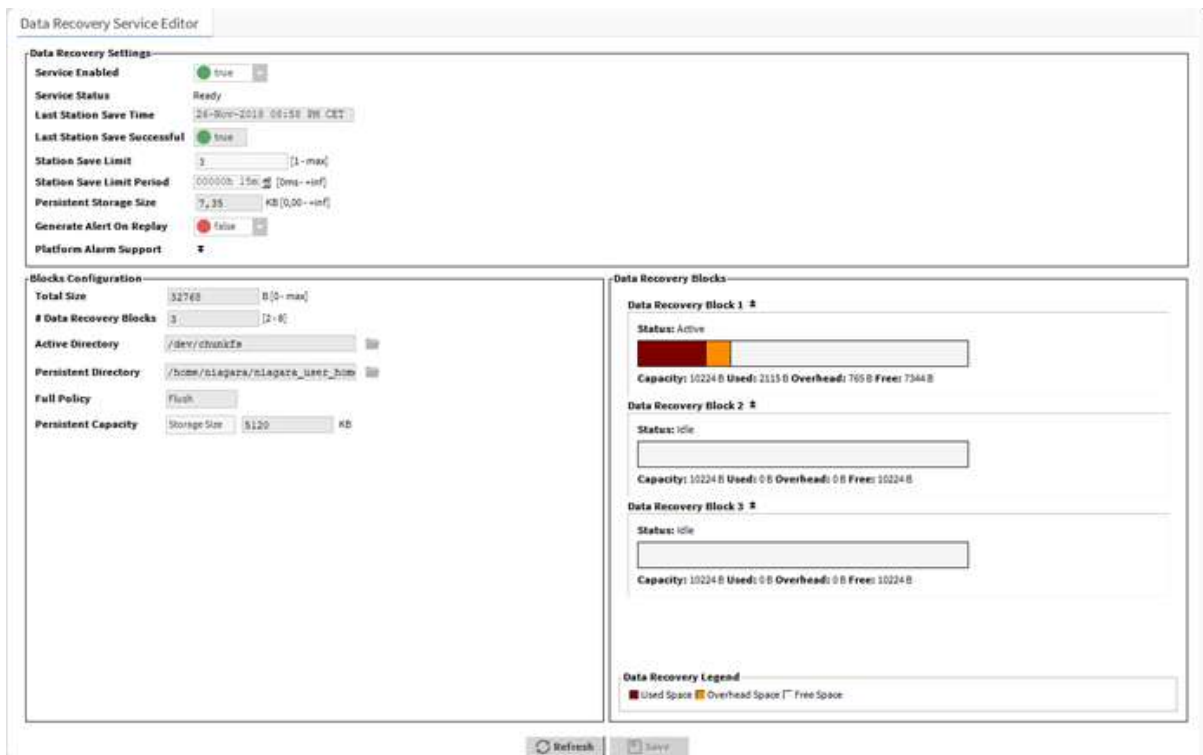 Data Recovery Service Editor
Data Recovery Settings
Service Enabled true
Service Status Ready
Last Station Save Time 26-Nov-2018 08:58 PM CET
Last Station Save Successful true
Station Save Limit 3 [1 - max]
Station Save Limit Period 00000h 15m [0ms - +inf]
Persistent Storage Size 7,35 KB [0,00 - +inf]
Generate Alert On Replay false
Platform Alarm Support
Blocks Configuration
Total Size 32768 B [0 - max]
# Data Recovery Blocks 3 [2 - 8]
Active Directory /dev/chunkfs
Persistent Directory /home/niagara/niagara_user_hom
Full Policy Flush
Persistent Capacity Storage Size 5120 KB
Data Recovery Blocks
Data Recovery Block 1
Status: Active
Capacity: 10224 B Used: 2115 B Overhead: 765 B Free: 7344 B
Data Recovery Block 2
Status: Idle
Capacity: 10224 B Used: 0 B Overhead: 0 B Free: 10224 B
Data Recovery Block 3
Status: Idle
Capacity: 10224 B Used: 0 B Overhead: 0 B Free: 10224 B
Data Recovery Legend
Used Space Overhead Space Free Space
Refresh Save